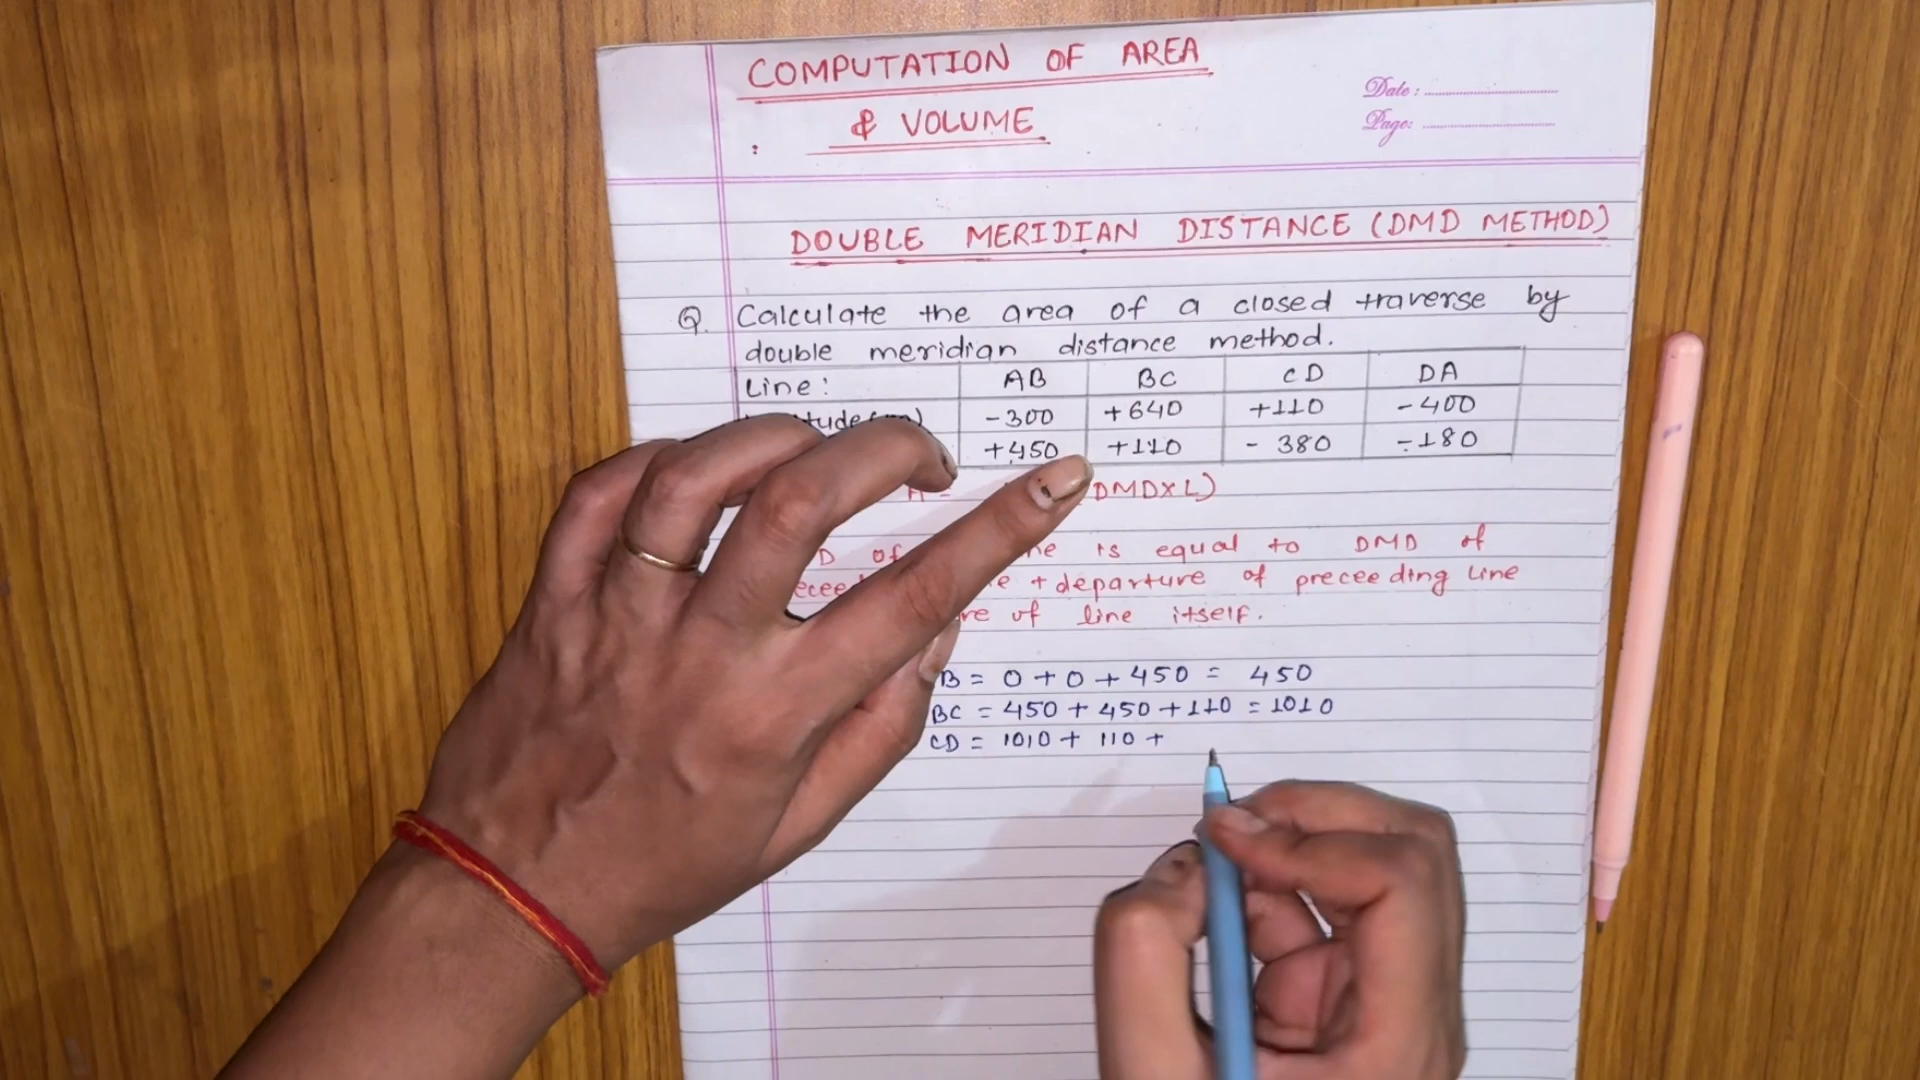 COMPUTATION OF AREA
& VOLUME
Date:
Page:
DOUBLE MERIDIAN DISTANCE (DMD METHOD)
Q. Calculate the area of a closed traverse by
double meridian distance method.
Line: AB BC CD DA
-300 +640 +110 -400
+450 +110 - 380 -180
(DMD×L)
is equal to DMD of
+ departure of preceeding line
of line itself.
B = 0 + 0 + 450 = 450
BC = 450 + 450 + 110 = 1010
CD = 1010 + 110 +